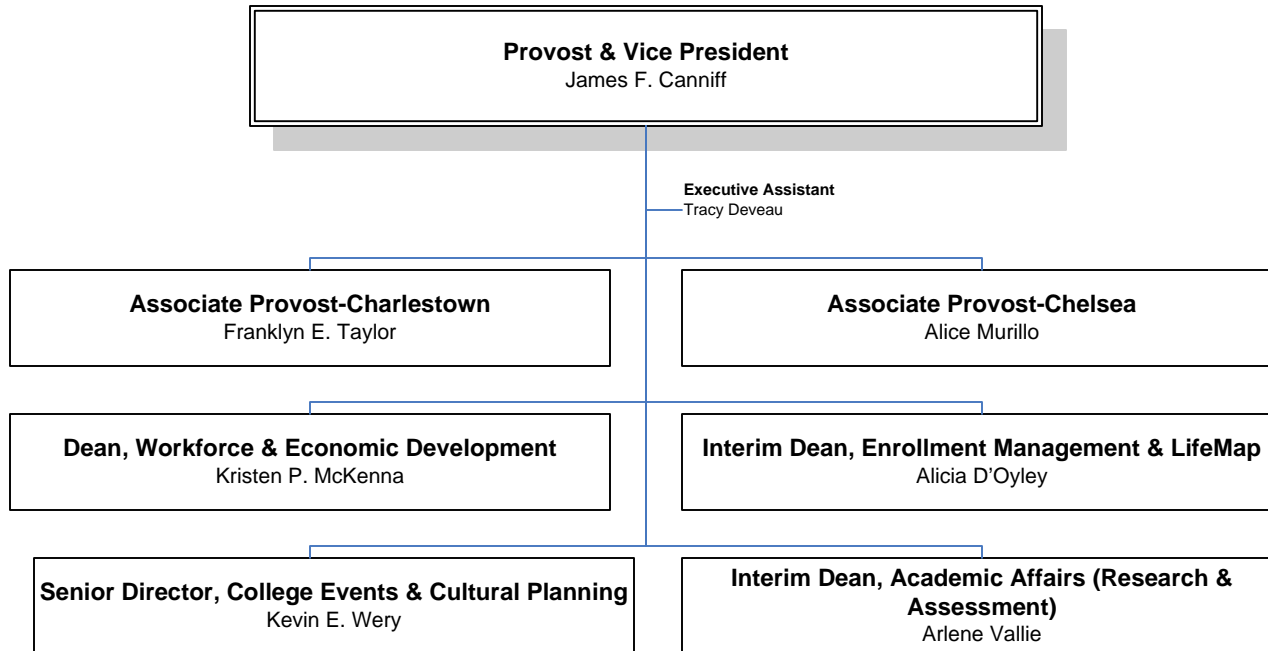 Provost & Vice President
James F. Canniff
Executive Assistant
Tracy Deveau
Associate Provost-Charlestown
Franklyn E. Taylor
Associate Provost-Chelsea
Alice Murillo
Dean, Workforce & Economic Development
Kristen P. McKenna
Interim Dean, Enrollment Management & LifeMap
Alicia D’Oyley
Senior Director, College Events & Cultural Planning
Kevin E. Wery
Interim Dean, Academic Affairs (Research &
Assessment)
Arlene Vallie